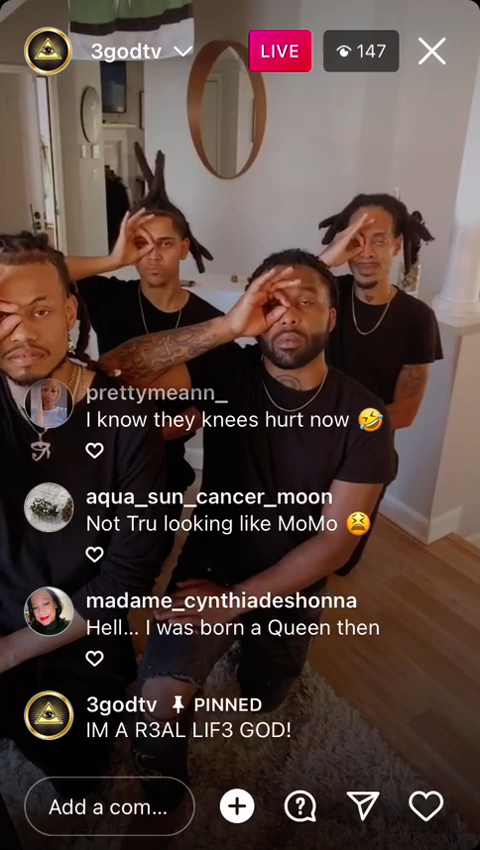 3godtv
LIVE
147
prettymeann_
I know they knees hurt now 🤣
aqua_sun_cancer_moon
Not Tru looking like MoMo 😫
madame_cynthiadeshonna
Hell... I was born a Queen then
3godtv PINNED
IM A R3AL LIF3 GOD!
Add a com...